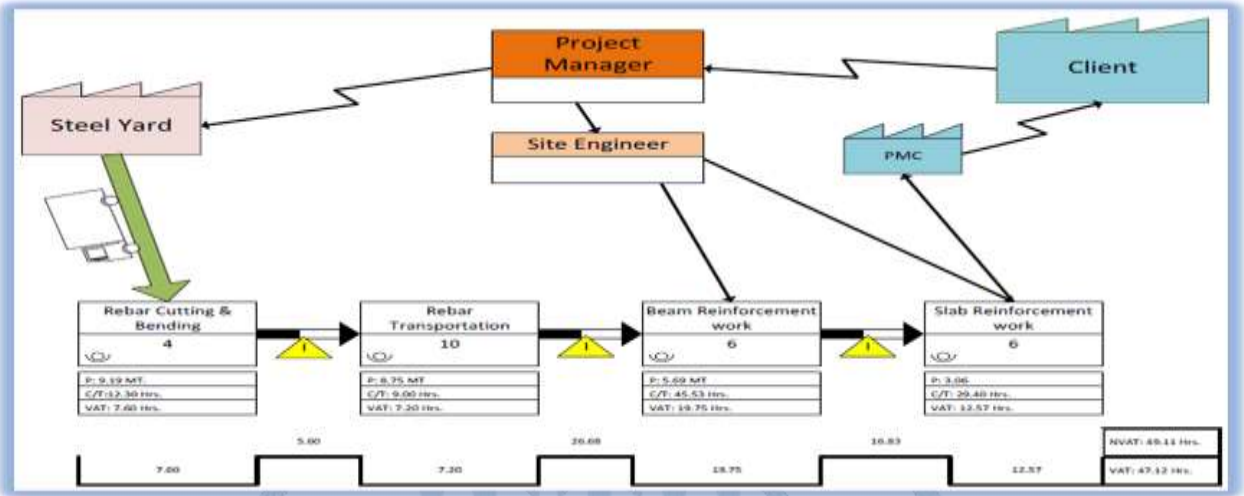 Project
Manager
Client
Steel Yard
Site Engineer
PMC
Rebar Cutting &
Bending
4
Rebar
Transportation
10
Beam Reinforcement
work
6
Slab Reinforcement
work
6
I
I
I
P: 9.19 MT.
C/T:12.30 Hrs.
VAT: 7.60 Hrs.
P: 8.75 MT
C/T: 9.00 Hrs.
VAT: 7.20 Hrs.
P: 5.69 MT
C/T: 45.53 Hrs.
VAT: 19.75 Hrs.
P: 3.06
C/T: 29.40 Hrs.
VAT: 12.57 Hrs.
5.60
26.68
16.83
NVAT: 49.11 Hrs.
7.60
7.20
19.75
12.57
VAT: 47.12 Hrs.